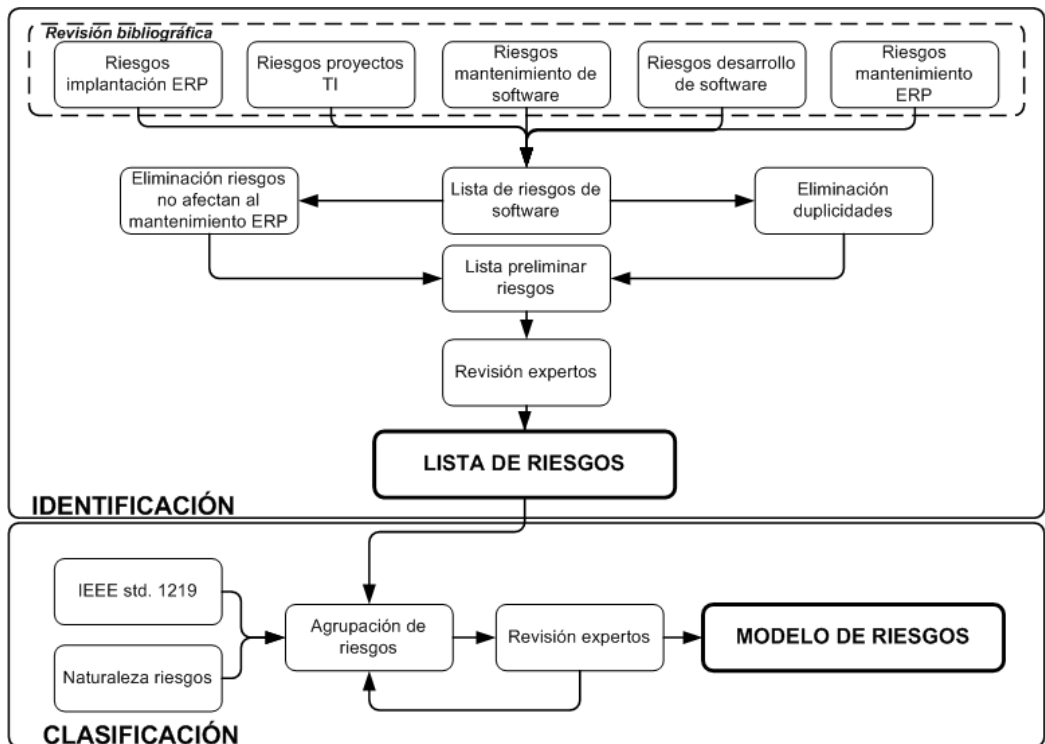 Revisión bibliográfica
Riesgos
implantación ERP
Riesgos proyectos
TI
Riesgos
mantenimiento de
software
Riesgos desarrollo
de software
Riesgos
mantenimiento
ERP
Eliminación riesgos
no afectan al
mantenimiento ERP
Lista de riesgos de
software
Eliminación
duplicidades
Lista preliminar
riesgos
Revisión expertos
LISTA DE RIESGOS
IDENTIFICACIÓN
IEEE std. 1219
Naturaleza riesgos
Agrupación de
riesgos
Revisión expertos
MODELO DE RIESGOS
CLASIFICACIÓN